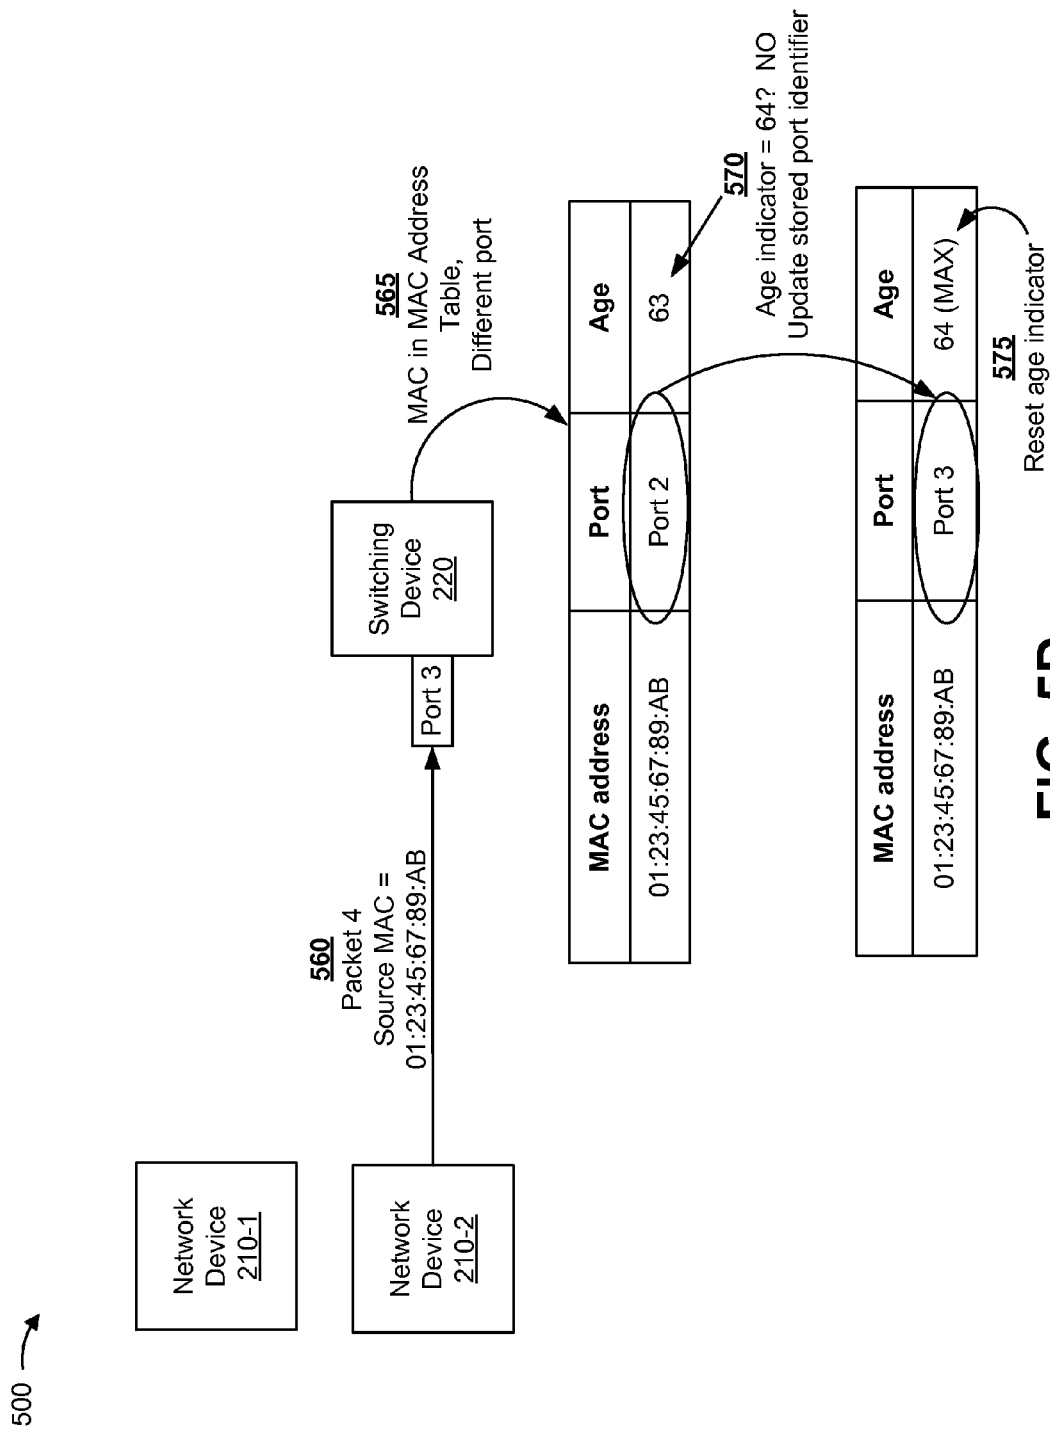 500
Network
Device
210-1
Network
Device
210-2
560
Packet 4
Source MAC =
01:23:45:67:89:AB
Port 3
Switching
Device
220
565
MAC in MAC Address
Table,
Different port
MAC address Port Age
01:23:45:67:89:AB Port 2 63
570
Age indicator = 64? NO
Update stored port identifier
MAC address Port Age
01:23:45:67:89:AB Port 3 64 (MAX)
575
Reset age indicator